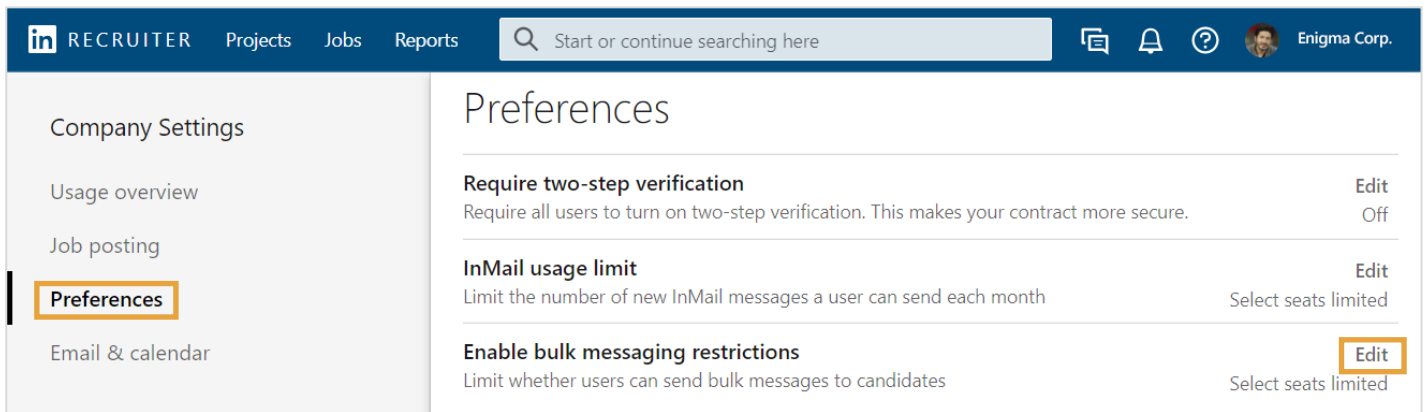 in RECRUITER Projects Jobs Reports Start or continue searching here Enigma Corp.
Company Settings
Usage overview
Job posting
Preferences
Email & calendar
Preferences
Require two-step verification Edit
Require all users to turn on two-step verification. This makes your contract more secure. Off
InMail usage limit Edit
Limit the number of new InMail messages a user can send each month Select seats limited
Enable bulk messaging restrictions Edit
Limit whether users can send bulk messages to candidates Select seats limited